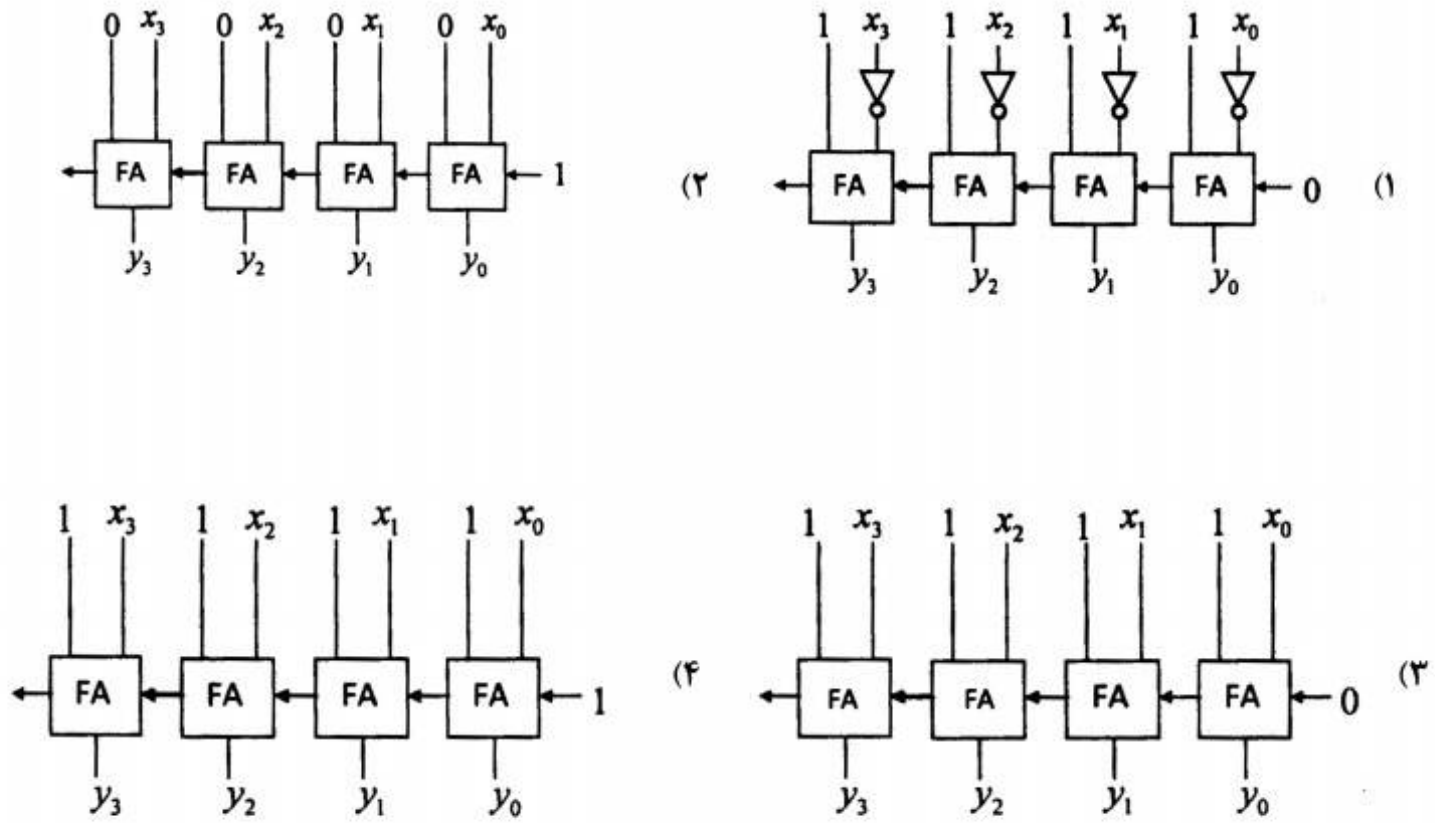 1 x₃ 1 x₂ 1 x₁ 1 x₀
FA FA FA FA 0 (۱
y₃ y₂ y₁ y₀
0 x₃ 0 x₂ 0 x₁ 0 x₀
FA FA FA FA 1 (۲
y₃ y₂ y₁ y₀
1 x₃ 1 x₂ 1 x₁ 1 x₀
FA FA FA FA 0 (۳
y₃ y₂ y₁ y₀
1 x₃ 1 x₂ 1 x₁ 1 x₀
FA FA FA FA 1 (۴
y₃ y₂ y₁ y₀